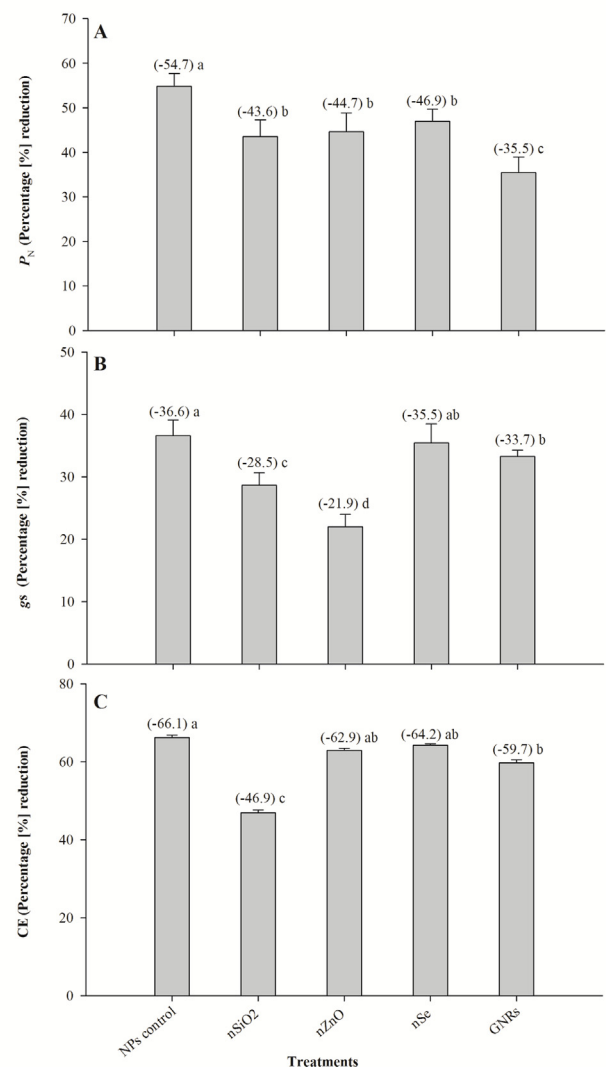 A
P_N (Percentage [%] reduction)
70
60
50
40
30
20
10
0
(-54.7) a
(-43.6) b
(-44.7) b
(-46.9) b
(-35.5) c
B
gs (Percentage [%] reduction)
50
40
30
20
10
0
(-36.6) a
(-28.5) c
(-21.9) d
(-35.5) ab
(-33.7) b
C
CE (Percentage [%] reduction)
80
60
40
20
0
(-66.1) a
(-46.9) c
(-62.9) ab
(-64.2) ab
(-59.7) b
NPs control
nSiO2
nZnO
nSe
GNRs
Treatments